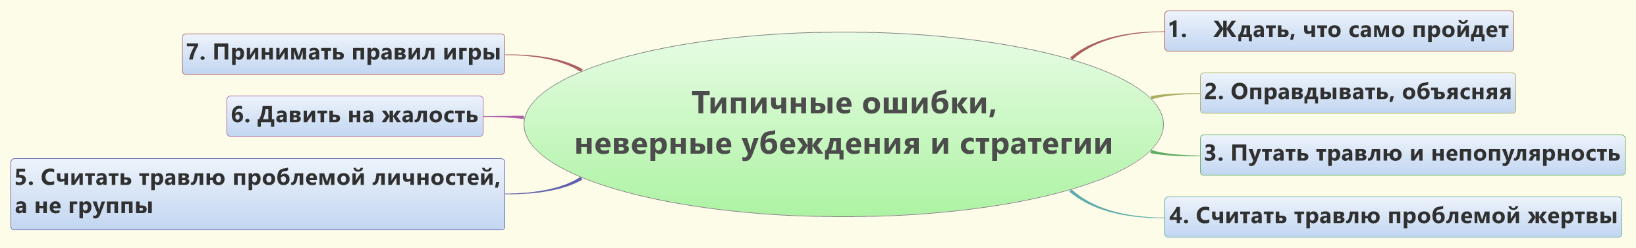 Типичные ошибки,
неверные убеждения и стратегии
1. Ждать, что само пройдет
2. Оправдывать, объясняя
3. Путать травлю и непопулярность
4. Считать травлю проблемой жертвы
5. Считать травлю проблемой личностей,
а не группы
6. Давить на жалость
7. Принимать правил игры